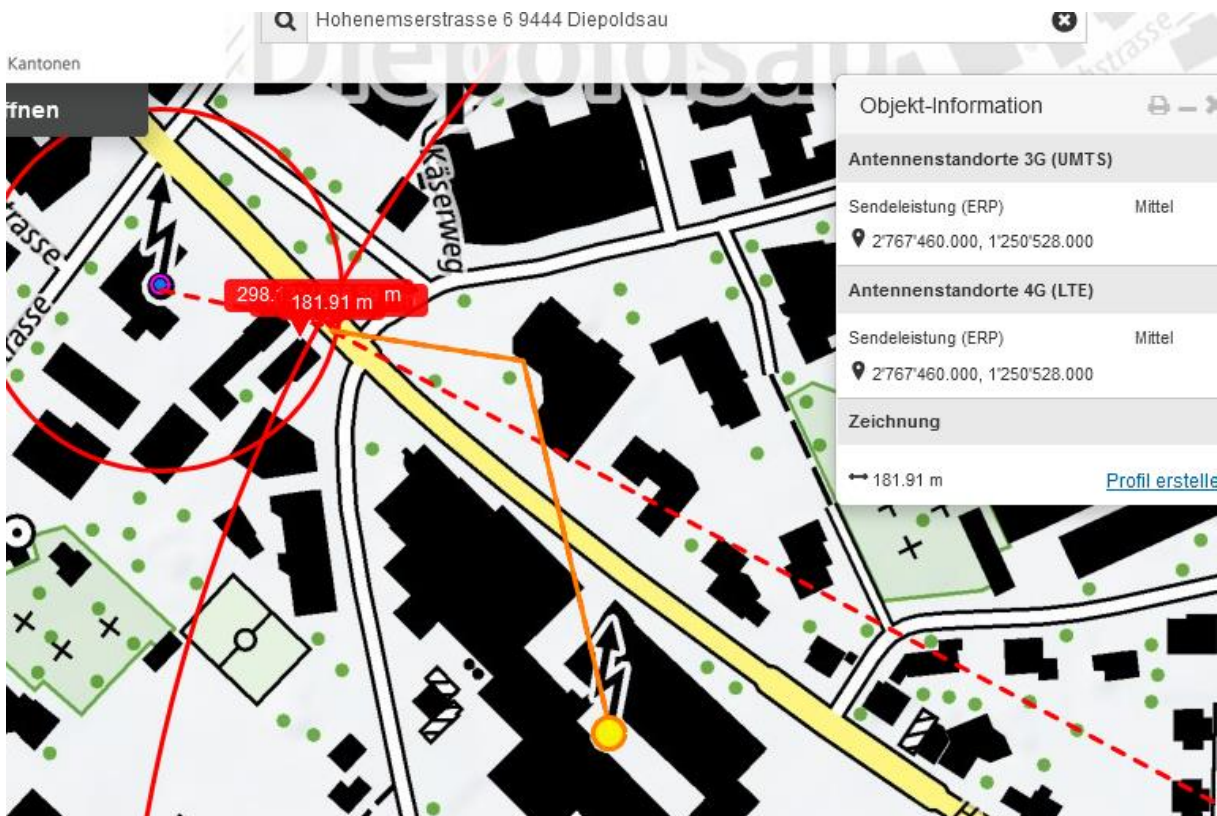 Hohenemserstrasse 6 9444 Diepoldsau
Diepoldsau
Kantonen
ffnen
Objekt-Information
Antennenstandorte 3G (UMTS)
Sendeleistung (ERP) Mittel
2'767'460.000, 1'250'528.000
Antennenstandorte 4G (LTE)
Sendeleistung (ERP) Mittel
2'767'460.000, 1'250'528.000
Zeichnung
181.91 m Profil erstelle
Käserweg
298. 181.91 m m
trasse
trasse
H